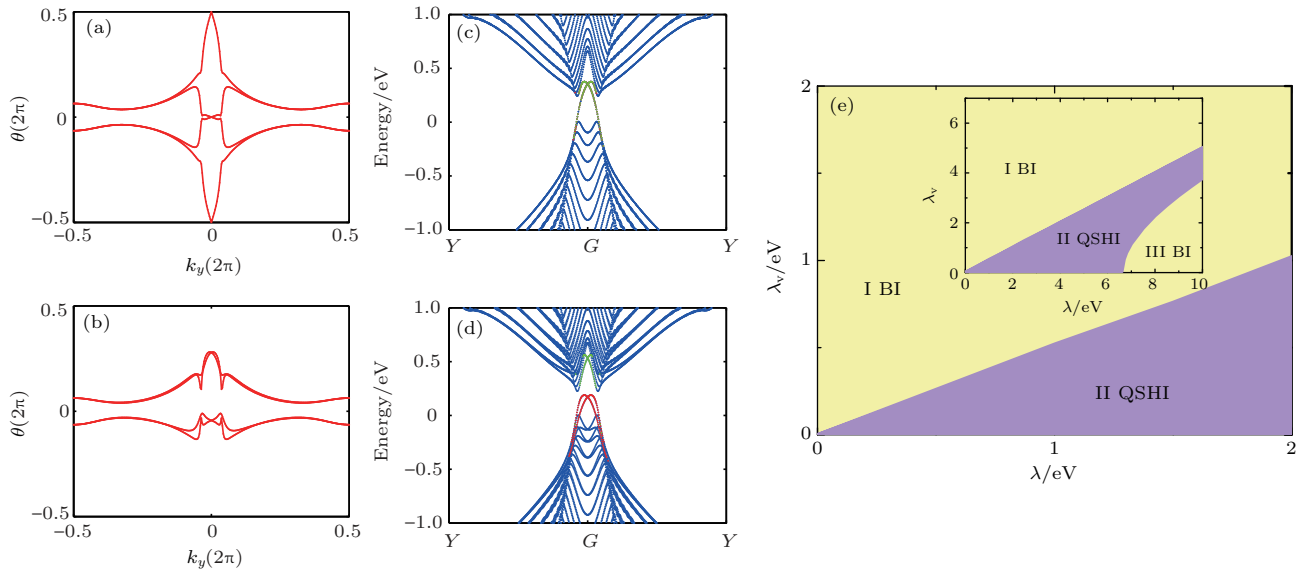 (a)
0.5
0
−0.5
θ(2π)
−0.5
0
0.5
k_y(2π)
(b)
0.5
0
−0.5
θ(2π)
−0.5
0
0.5
k_y(2π)
(c)
1.0
0.5
0
−0.5
−1.0
Energy/eV
Y
G
Y
(d)
1.0
0.5
0
−0.5
−1.0
Energy/eV
Y
G
Y
(e)
2
1
0
λ_v/eV
I BI
II QSHI
0
1
2
λ/eV
6
4
2
0
λ_v
I BI
II QSHI
III BI
0
2
4
6
8
10
λ/eV